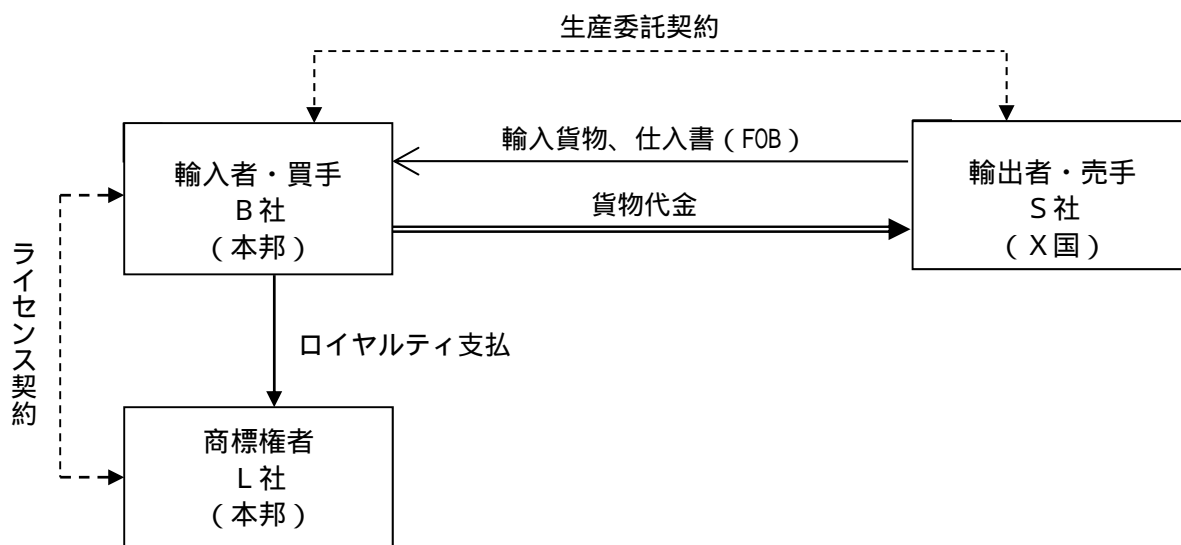 生産委託契約
輸入貨物、仕入書(FOB)
輸入者・買手
B社
(本邦)
貨物代金
輸出者・売手
S社
(X国)
ライセンス契約
ロイヤルティ支払
商標権者
L社
(本邦)